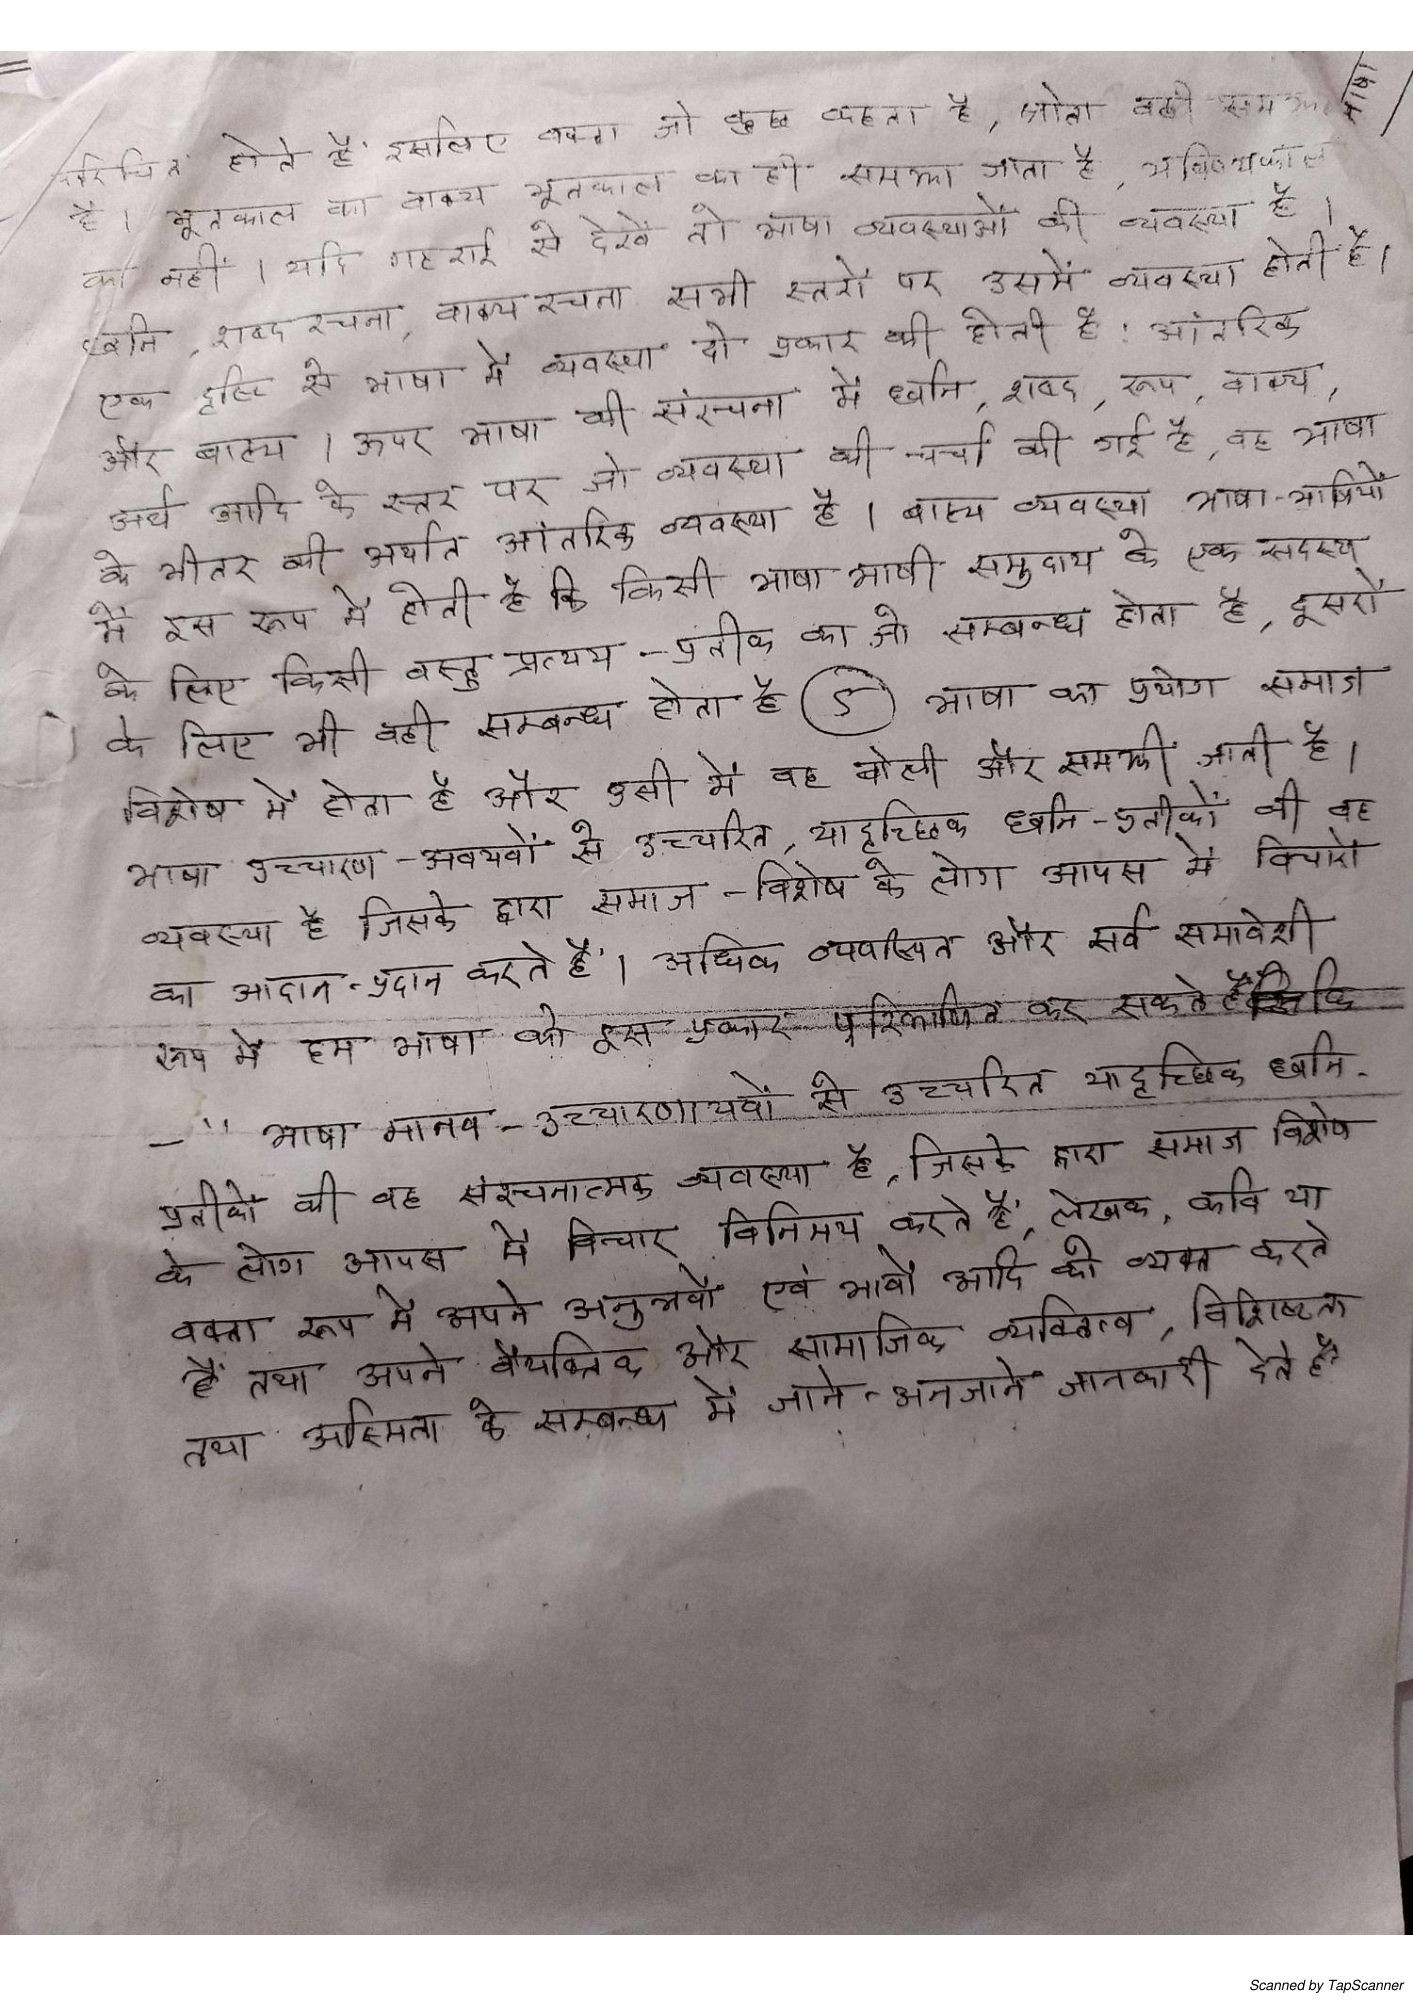 परिचित होते हैं इसलिए वक्ता जो कुछ कहता है, श्रोता वही समझता
है। भूतकाल का वाक्य भूतकाल का ही समझा जाता है, भविष्यकाल
का नहीं। यदि गहराई से देखें तो भाषा व्यवस्थाओं की व्यवस्था है।
ध्वनि, शब्द रचना, वाक्य रचना सभी स्तरों पर उसमें व्यवस्था होती है।
एक दृष्टि से भाषा में व्यवस्था दो प्रकार की होती है: आंतरिक
और बाह्य। ऊपर भाषा की संरचना में ध्वनि, शब्द, रूप, वाक्य,
अर्थ आदि के स्तर पर जो व्यवस्था की चर्चा की गई है, वह भाषा
के भीतर की अर्थात आंतरिक व्यवस्था है। बाह्य व्यवस्था भाषा-भाषियों
में इस रूप में होती है कि किसी भाषा भाषी समुदाय के एक सदस्य
के लिए किसी वस्तु प्रत्यय-प्रतीक का जो सम्बन्ध होता है, दूसरों
के लिए भी वही सम्बन्ध होता है (5) भाषा का प्रयोग समाज
विशेष में होता है और उसी में वह बोली और समझी जाती है।
भाषा उच्चारण-अवयवों से उच्चरित, यादृच्छिक ध्वनि-प्रतीकों की वह
व्यवस्था है जिसके द्वारा समाज-विशेष के लोग आपस में विचारों
का आदान-प्रदान करते हैं। अधिक व्यवस्थित और सर्व समावेशी
रूप में हम भाषा को इस प्रकार परिभाषित कर सकते हैं कि
-" भाषा मानव-उच्चारणायवों से उच्चरित यादृच्छिक ध्वनि-
प्रतीकों की वह संरचनात्मक व्यवस्था है, जिसके द्वारा समाज विशेष
के लोग आपस में विचार विनिमय करते हैं, लेखक, कवि या
वक्ता रूप में अपने अनुभवों एवं भावों आदि को व्यक्त करते
हैं तथा अपने वैयक्तिक और सामाजिक व्यक्तित्व, विशिष्टता
तथा अस्मिता के सम्बन्ध में जाने-अनजाने जानकारी देते हैं
Scanned by TapScanner